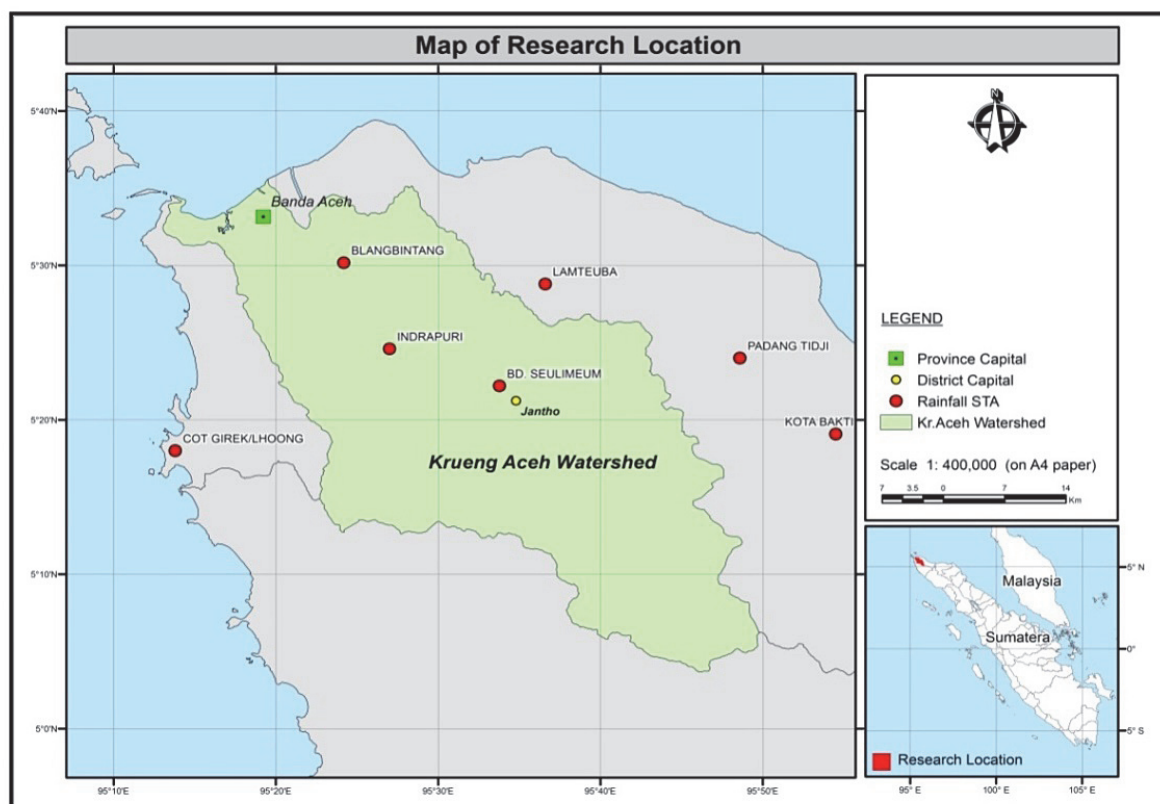 Map of Research Location
5°40'N
5°30'N
5°20'N
5°10'N
5°0'N
Banda Aceh
BLANGBINTANG
LAMTEUBA
INDRAPURI
PADANG TIDJI
BD. SEULIMEUM
Jantho
KOTA BAKTI
COT GIREK/LHOONG
Krueng Aceh Watershed
95°10'E
95°20'E
95°30'E
95°40'E
95°50'E
N
LEGEND
Province Capital
District Capital
Rainfall STA
Kr.Aceh Watershed
Scale 1: 400,000 (on A4 paper)
7 3.5 0 7 14
Km
Malaysia
Sumatera
5° N
0°
5° S
Research Location
95° E
100° E
105° E